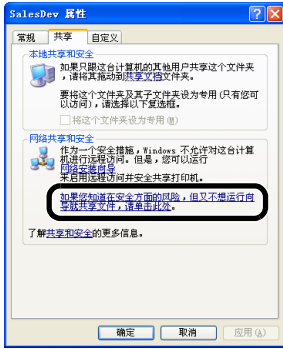 SalesDev 属性
常规 共享 自定义
本地共享和安全
如果只跟这台计算机的其他用户共享这个文件夹
，请将其拖动到共享文档文件夹。
要将这个文件夹及其子文件夹设为专用(只有您可
以访问)，请选择以下复选框。
将这个文件夹设为专用(M)
网络共享和安全
作为一个安全措施，Windows 不允许对这台计算
机进行远程访问。但是，您可以运行
网络安装向导
来启用远程访问并安全共享打印机。
如果您知道在安全方面的风险，但又不想运行向
导就共享文件，请单击此处。
了解共享和安全的更多信息。
确定 取消 应用(A)